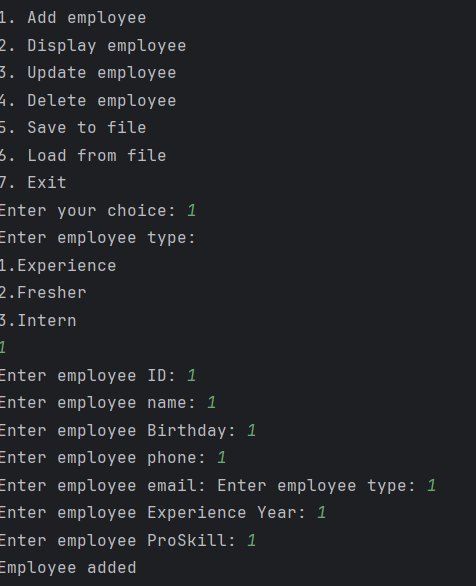 1. Add employee
2. Display employee
3. Update employee
4. Delete employee
5. Save to file
6. Load from file
7. Exit
Enter your choice: 1
Enter employee type:
1.Experience
2.Fresher
3.Intern
1
Enter employee ID: 1
Enter employee name: 1
Enter employee Birthday: 1
Enter employee phone: 1
Enter employee email: Enter employee type: 1
Enter employee Experience Year: 1
Enter employee ProSkill: 1
Employee added